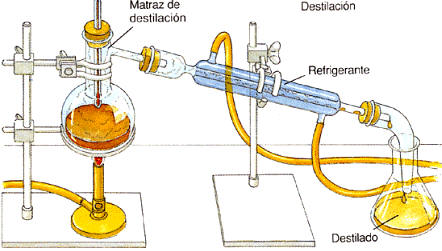 Matraz de
destilación
Destilación
Refrigerante
Destilado